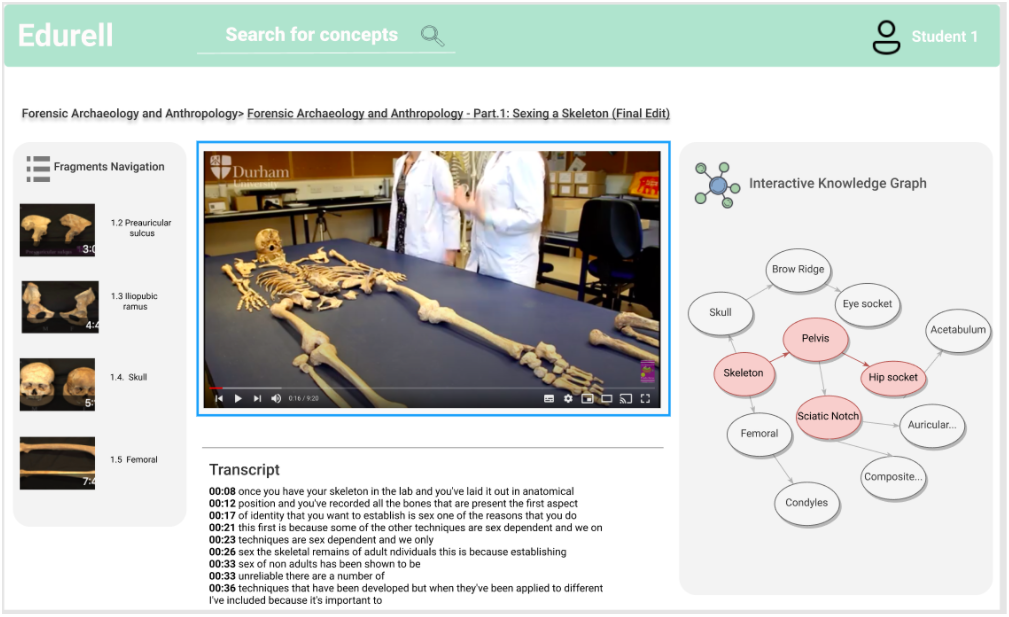 Edurell
Search for concepts
Student 1
Forensic Archaeology and Anthropology> Forensic Archaeology and Anthropology - Part.1: Sexing a Skeleton (Final Edit)
Fragments Navigation
1.2 Preauricular
sulcus
3:0
1.3 Iliopubic
ramus
4:4
1.4. Skull
5:
1.5 Femoral
7:4
Durham
University
0:16 / 9:20
Transcript
00:08 once you have your skeleton in the lab and you've laid it out in anatomical
00:12 position and you've recorded all the bones that are present the first aspect
00:17 of identity that you want to establish is sex one of the reasons that you do
00:21 this first is because some of the other techniques are sex dependent and we on
00:23 techniques are sex dependent and we only
00:26 sex the skeletal remains of adult ndividuals this is because establishing
00:33 sex of non adults has been shown to be
00:33 unreliable there are a number of
00:36 techniques that have been developed but when they've been applied to different
I've included because it's important to
Interactive Knowledge Graph
Brow Ridge
Eye socket
Skull
Acetabulum
Pelvis
Skeleton
Hip socket
Sciatic Notch
Auricular...
Femoral
Composite...
Condyles